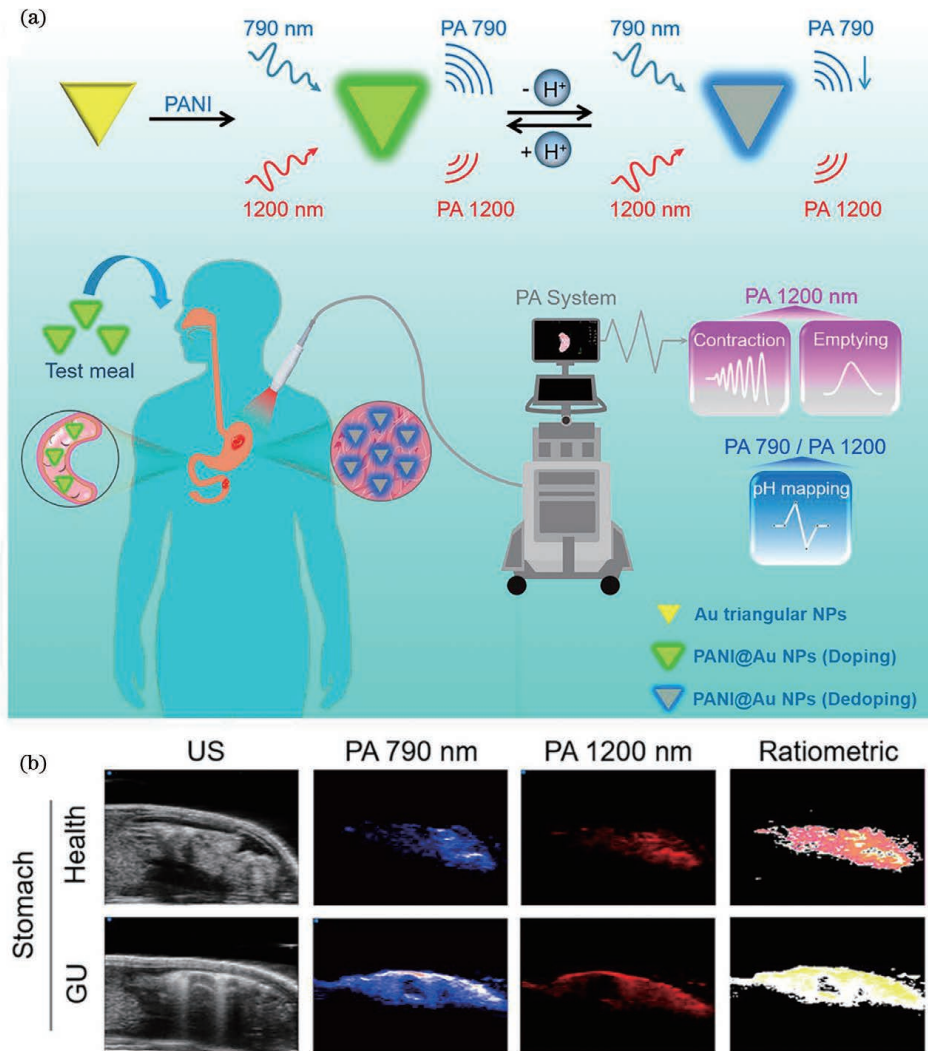 (a)
790 nm
PA 790
790 nm
PA 790
PANI
- H⁺
+ H⁺
1200 nm
PA 1200
1200 nm
PA 1200
Test meal
PA System
PA 1200 nm
Contraction
Emptying
PA 790 / PA 1200
pH mapping
Au triangular NPs
PANI@Au NPs (Doping)
PANI@Au NPs (Dedoping)
(b)
US
PA 790 nm
PA 1200 nm
Ratiometric
Stomach
Health
GU